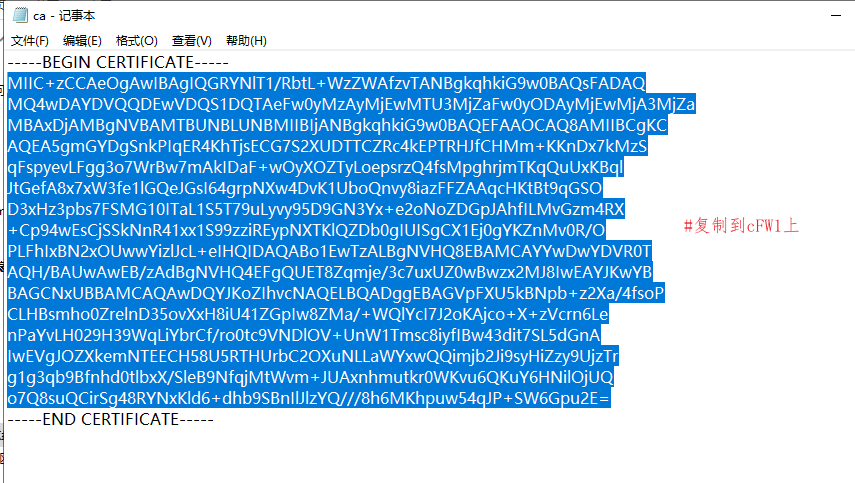 ca - 记事本
文件(F) 编辑(E) 格式(O) 查看(V) 帮助(H)
-----BEGIN CERTIFICATE-----
MIIC+zCCAeOgAwIBAgIQGRYNlT1/RbtL+WzZWAfzvTANBgkqhkiG9w0BAQsFADAQ
MQ4wDAYDVQQDEwVDQS1DQTAeFw0yMzAyMjEwMTU3MjZaFw0yODAyMjEwMjA3MjZa
MBAxDjAMBgNVBAMTBUNBLUNBMIIBIjANBgkqhkiG9w0BAQEFAAOCAQ8AMIIBCgKC
AQEA5gmGYDgSnkPIqER4KhTjsECG7S2XUDTTCZRc4kEPTRHJfCHMm+KKnDx7kMzS
qFspyevLFgg3o7WrBw7mAkIDaF+wOyXOZTyLoepsrzQ4fsMpghrjmTKqQuUxKBql
JtGefA8x7xW3fe1lGQeJGsI64grpNXw4DvK1UboQnvy8iazFFZAAqcHKtBt9qGSO
D3xHz3pbs7FSMG10ITaL1S5T79uLyvy95D9GN3Yx+e2oNoZDGpJAhfILMvGzm4RX
+Cp94wEsCjSSkNnR41xx1S99zziREypNXTKlQZDb0gIUISgCX1Ej0gYKZnMv0R/O
PLFhIxBN2xOUwwYizlJcL+eIHQIDAQABo1EwTzALBgNVHQ8EBAMCAYYwDwYDVR0T
AQH/BAUwAwEB/zAdBgNVHQ4EFgQUET8Zqmje/3c7uxUZ0wBwzx2MJ8IwEAYJKwYB
BAGCNxUBBAMCAQAwDQYJKoZIhvcNAQELBQADggEBAGVpFXU5kBNpb+z2Xa/4fsoP
CLHBsmho0ZrelnD35ovXxH8iU41ZGpIw8ZMa/+WQlYcI7J2oKAjco+X+zVcrn6Le
nPaYvLH029H39WqLiYbrCf/ro0tc9VNDlOV+UnW1Tmsc8iyfIBw43dit7SL5dGnA
IwEVgJOZXkemNTEECH58U5RTHUrbC2OXuNLLaWYxwQQimjb2Ji9syHiZzy9UjzTr
g1g3qb9Bfnhd0tlbxX/SleB9NfqjMtWvm+JUAxnhmutkr0WKvu6QKuY6HNilOjUQ
o7Q8suQCirSg48RYNxKld6+dhb9SBnIlJlzYQ///8h6MKhpuw54qJP+SW6Gpu2E=
-----END CERTIFICATE-----
#复制到cFW1上